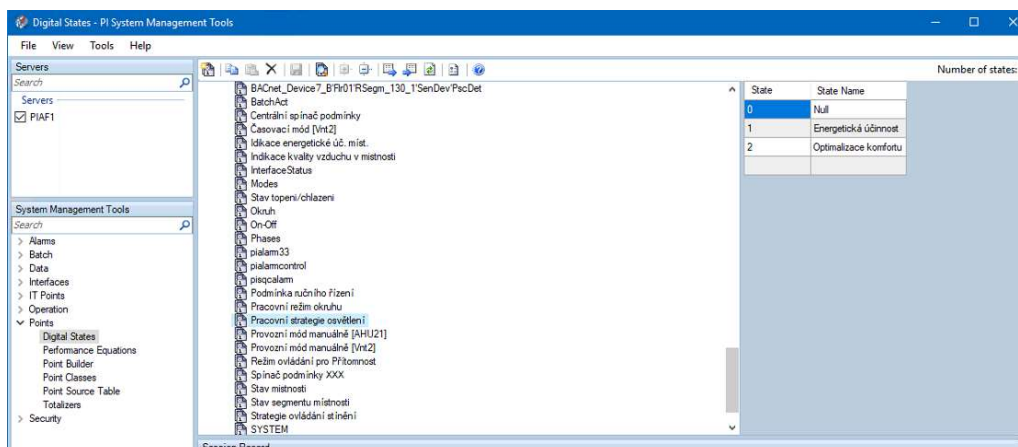 Digital States - PI System Management Tools
File View Tools Help
Servers
Search
Servers
PIAF1
System Management Tools
Search
Alarms
Batch
Data
Interfaces
IT Points
Operation
Points
Digital States
Performance Equations
Point Builder
Point Classes
Point Source Table
Totalizers
Security
Number of states:
BACnet_Device7_B'Flr01'RSegm_130_1'SenDev'PscDet
BatchAct
Centrální spínač podmínky
Časovací mód [Vnt2]
Idikace energetické úč. míst.
Indikace kvality vzduchu v mistnosti
InterfaceStatus
Modes
Stav topeni/chlazeni
Okruh
On-Off
Phases
pialarm33
pialamcontrol
pisqcalam
Podmínka ručního řízení
Pracovní režim okruhu
Pracovní strategie osvětlení
Provozní mód manuálně [AHU21]
Provozní mód manuálně [Vnt2]
Režim ovládání pro Přítomnost
Spínač podmínky XXX
Stav mistnosti
Stav segmentu místnosti
Strategie ovládání stínění
SYSTEM
State State Name
0 Null
1 Energetická účinnost
2 Optimalizace komfortu
Session Record